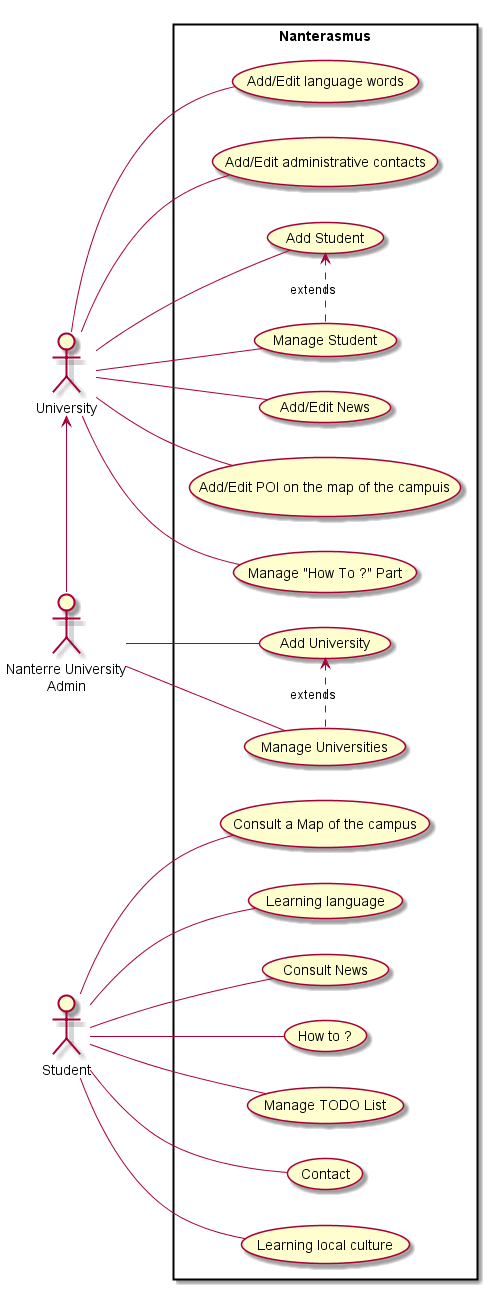 Nanterasmus
Add/Edit language words
Add/Edit administrative contacts
Add Student
extends
Manage Student
University
Add/Edit News
Add/Edit POI on the map of the campuis
Manage "How To ?" Part
Add University
Nanterre University
Admin
extends
Manage Universities
Consult a Map of the campus
Learning language
Consult News
How to ?
Student
Manage TODO List
Contact
Learning local culture